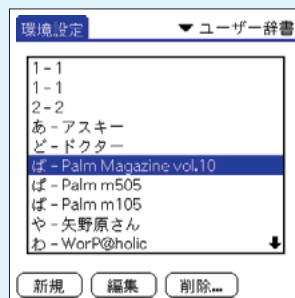 環境設定 ▼ ユーザー辞書
1-1
1-1
2-2
あ-アスキー
ど-ドクター
ぱ-Palm Magazine vol.10
ぱ-Palm m505
ぱ-Palm m105
や-矢野原さん
わ-WorP@holic
新規 編集 削除...